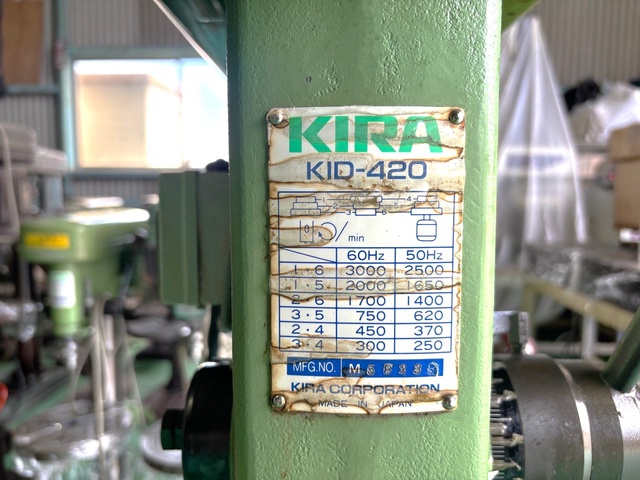 KIRA
KID-420
/min
60Hz 50Hz
1·6 3000 2500
1·5 2000 1650
2·6 1700 1400
3·5 750 620
2·4 450 370
3·4 300 250
MFG.NO.
KIRA CORPORATION
MADE IN JAPAN